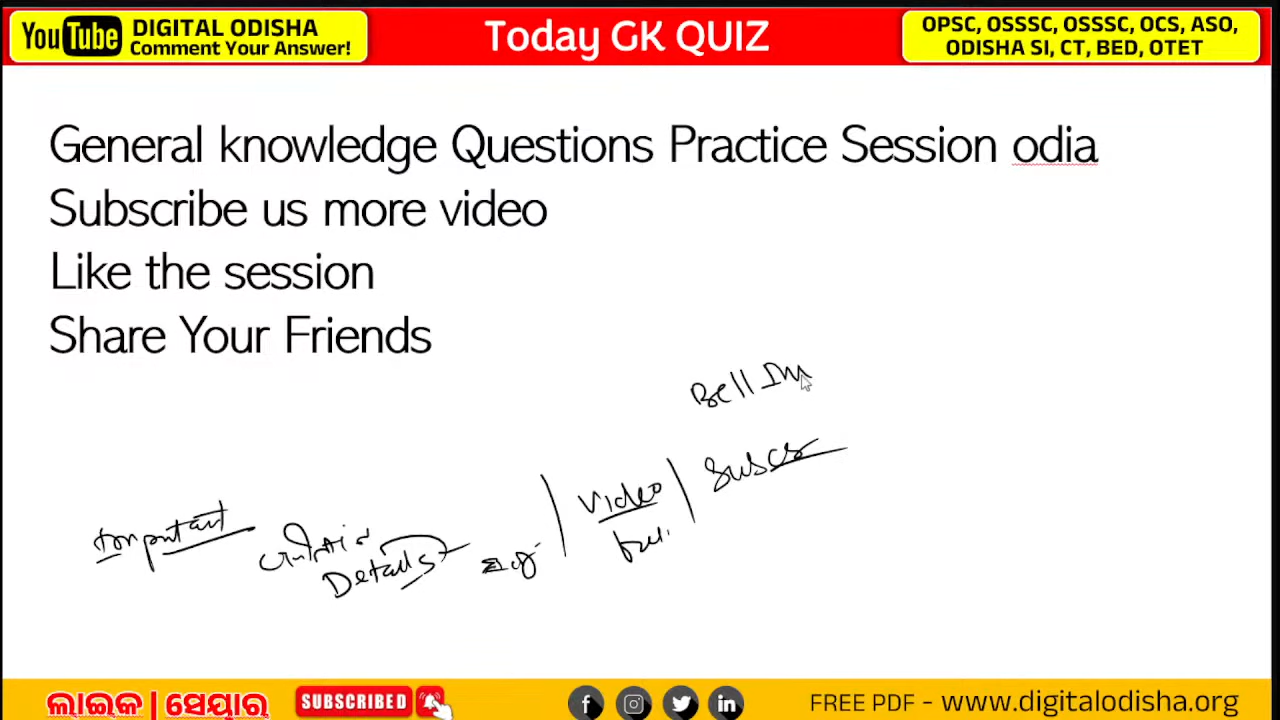 YouTube
DIGITAL ODISHA
Comment Your Answer!
Today GK QUIZ
OPSC, OSSSC, OSSSC, OCS, ASO,
ODISHA SI, CT, BED, OTET
General knowledge Questions Practice Session odia
Subscribe us more video
Like the session
Share Your Friends
Bell Im
Video
Subscr
Important
Details
ଲାଇକ | ସେୟାର
SUBSCRIBED
FREE PDF - www.digitalodisha.org